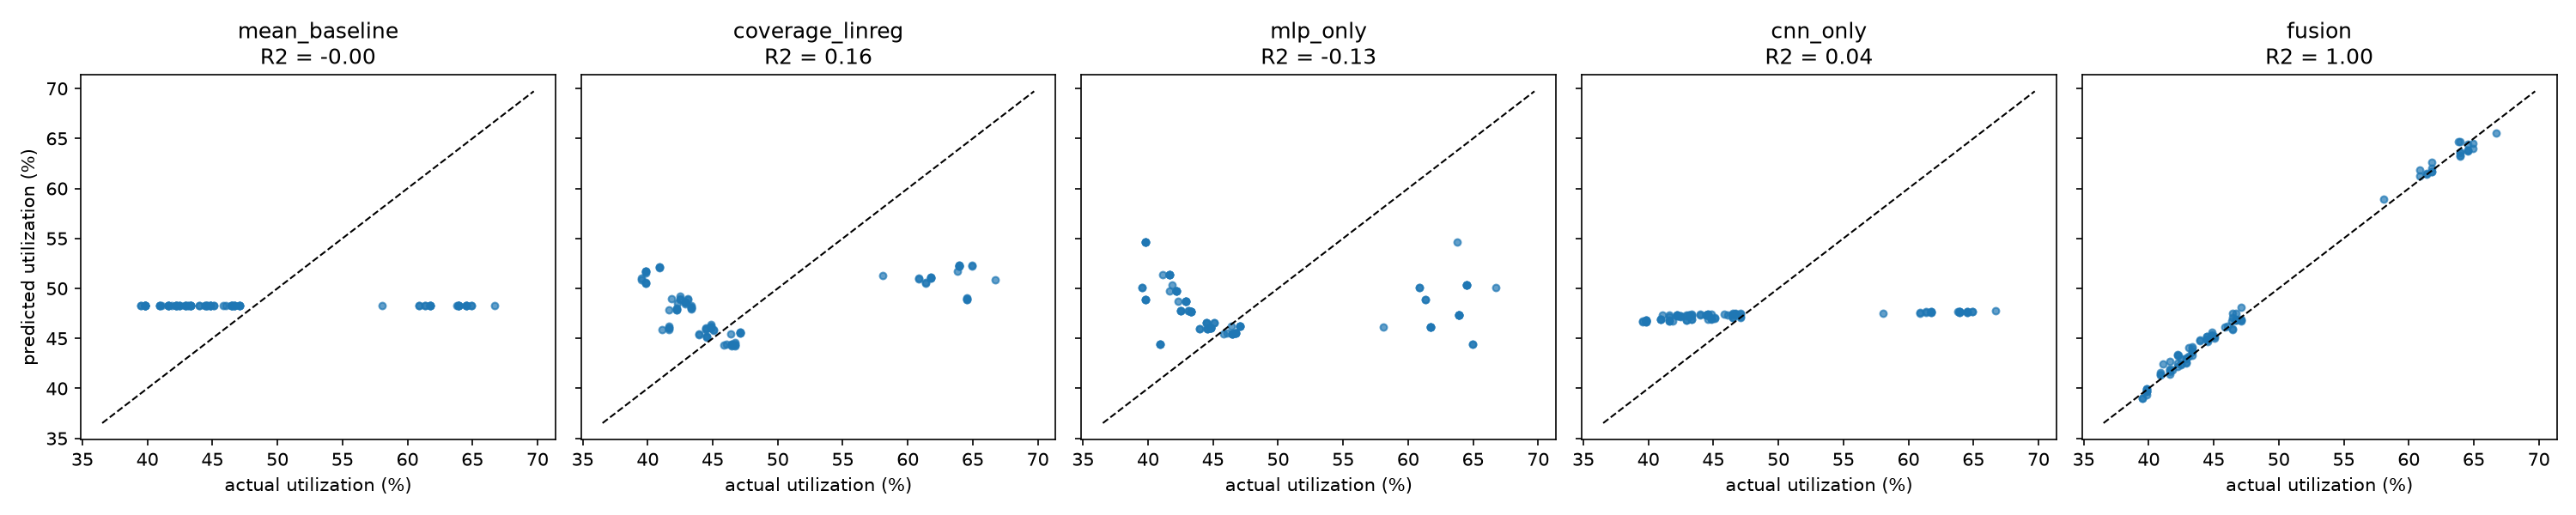 mean_baseline
R2 = -0.00
coverage_linreg
R2 = 0.16
mlp_only
R2 = -0.13
cnn_only
R2 = 0.04
fusion
R2 = 1.00
predicted utilization (%)
70
65
60
55
50
45
40
35
35 40 45 50 55 60 65 70
actual utilization (%)
35 40 45 50 55 60 65 70
actual utilization (%)
35 40 45 50 55 60 65 70
actual utilization (%)
35 40 45 50 55 60 65 70
actual utilization (%)
35 40 45 50 55 60 65 70
actual utilization (%)